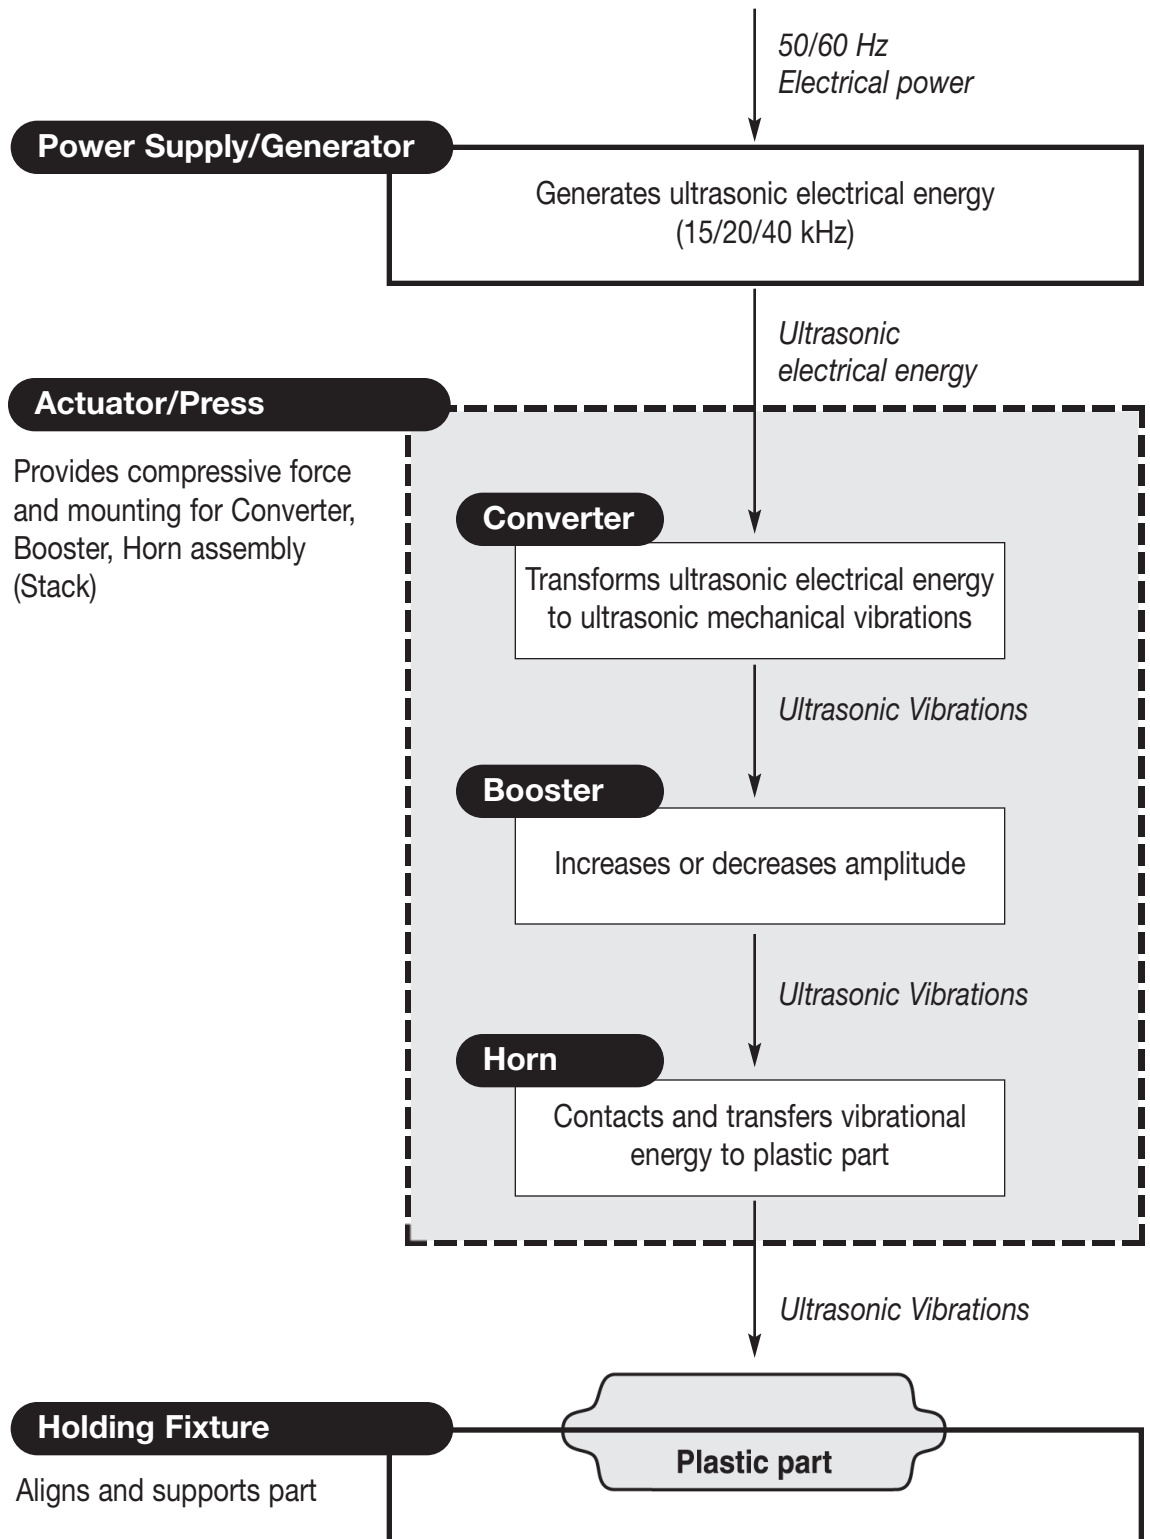 50/60 Hz
Electrical power
Power Supply/Generator
Generates ultrasonic electrical energy
(15/20/40 kHz)
Ultrasonic
electrical energy
Actuator/Press
Provides compressive force
and mounting for Converter,
Booster, Horn assembly
(Stack)
Converter
Transforms ultrasonic electrical energy
to ultrasonic mechanical vibrations
Ultrasonic Vibrations
Booster
Increases or decreases amplitude
Ultrasonic Vibrations
Horn
Contacts and transfers vibrational
energy to plastic part
Ultrasonic Vibrations
Holding Fixture
Plastic part
Aligns and supports part